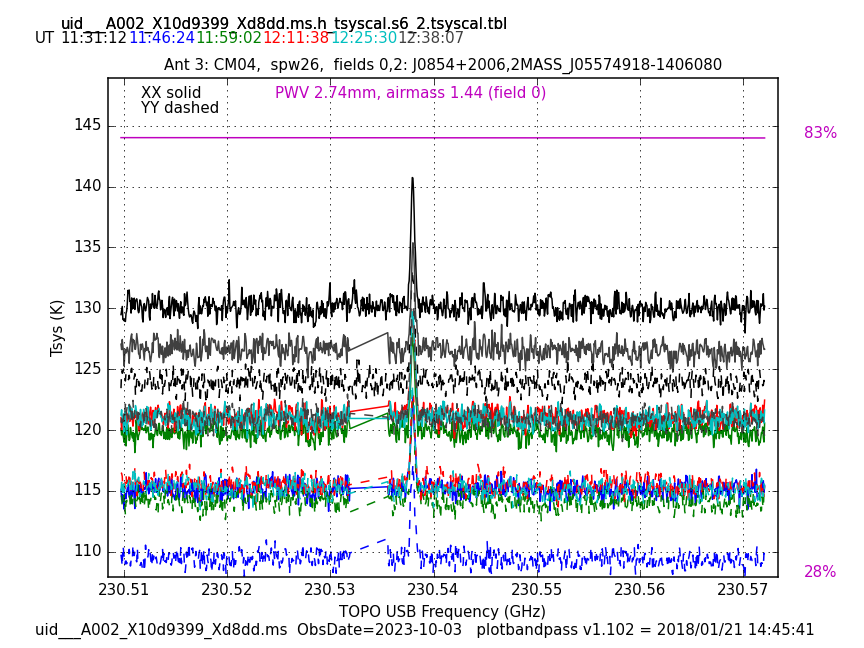 uid___A002_X10d9399_Xd8dd.ms.h_tsyscal.s6_2.tsyscal.tbl
UT 11:31:12 11:46:24 11:59:02 12:11:38 12:25:30 12:38:07
Ant 3: CM04,  spw26,  fields 0,2: J0854+2006,2MASS_J05574918-1406080
XX solid
PWV 2.74mm, airmass 1.44 (field 0)
YY dashed
83%
145
140
135
130
125
120
115
110
Tsys (K)
28%
230.51 230.52 230.53 230.54 230.55 230.56 230.57
TOPO USB Frequency (GHz)
uid___A002_X10d9399_Xd8dd.ms  ObsDate=2023-10-03   plotbandpass v1.102 = 2018/01/21 14:45:41